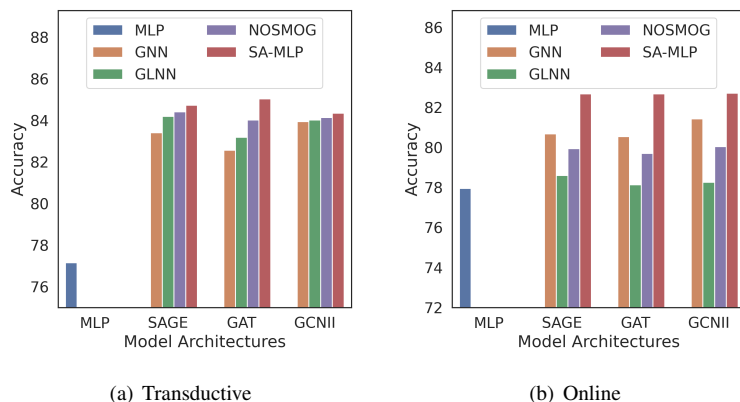 MLP
GNN
GLNN
NOSMOG
SA-MLP
88
86
84
82
80
78
76
Accuracy
MLP SAGE GAT GCNII
Model Architectures
(a) Transductive
MLP
GNN
GLNN
NOSMOG
SA-MLP
86
84
82
80
78
76
74
72
Accuracy
MLP SAGE GAT GCNII
Model Architectures
(b) Online